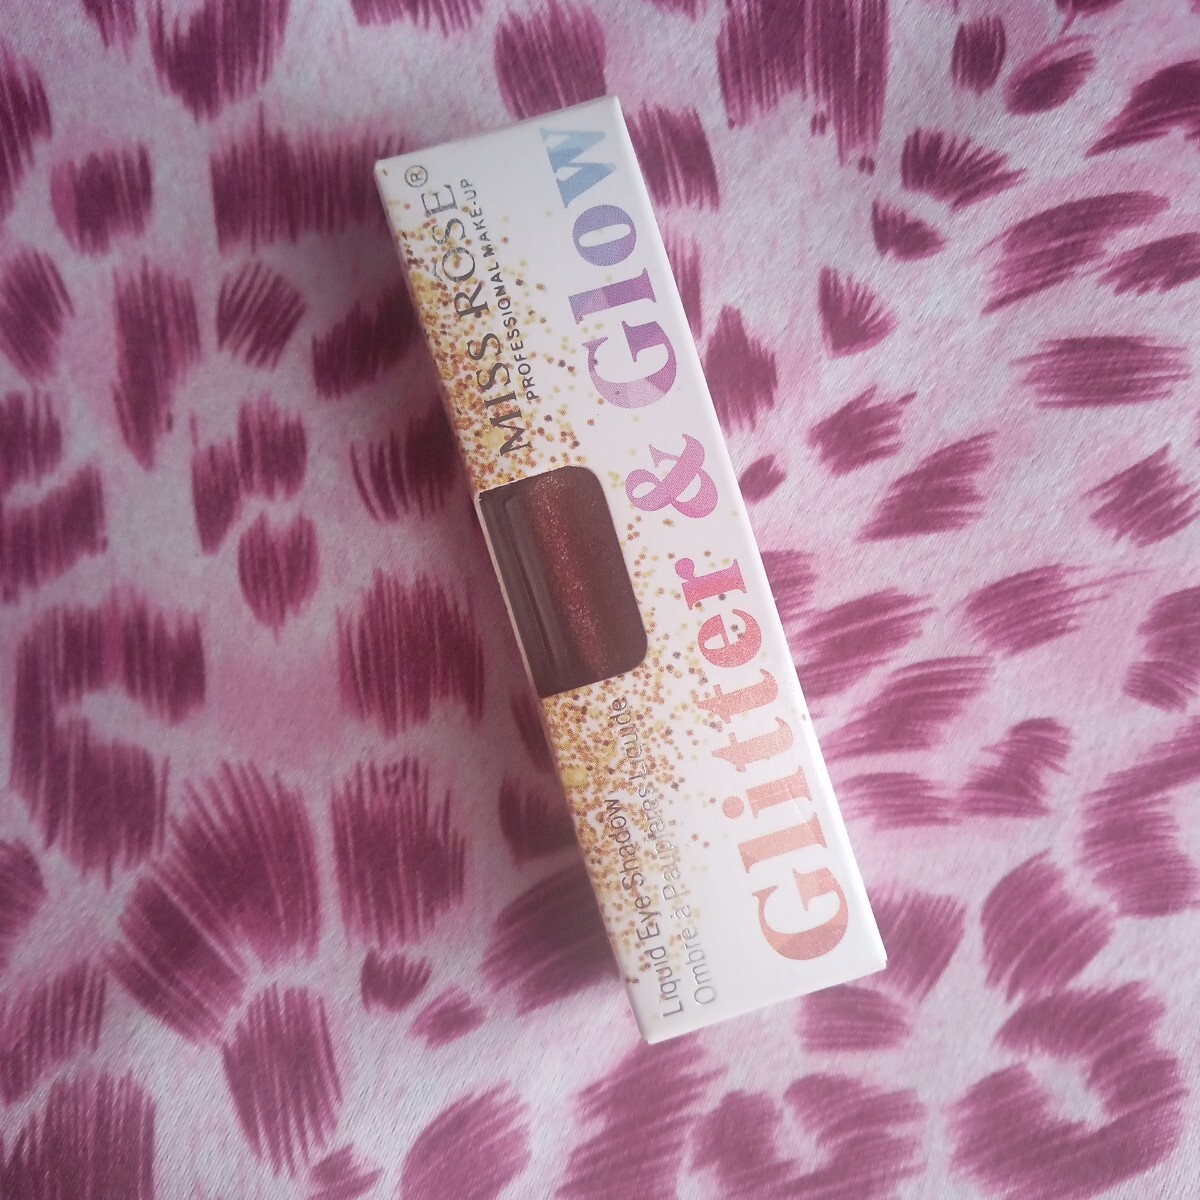 MISS ROSE®
PROFESSIONAL MAKE-UP
Glitter & Glow
Liquid Eye Shadow
Ombre à Paupières Liquide